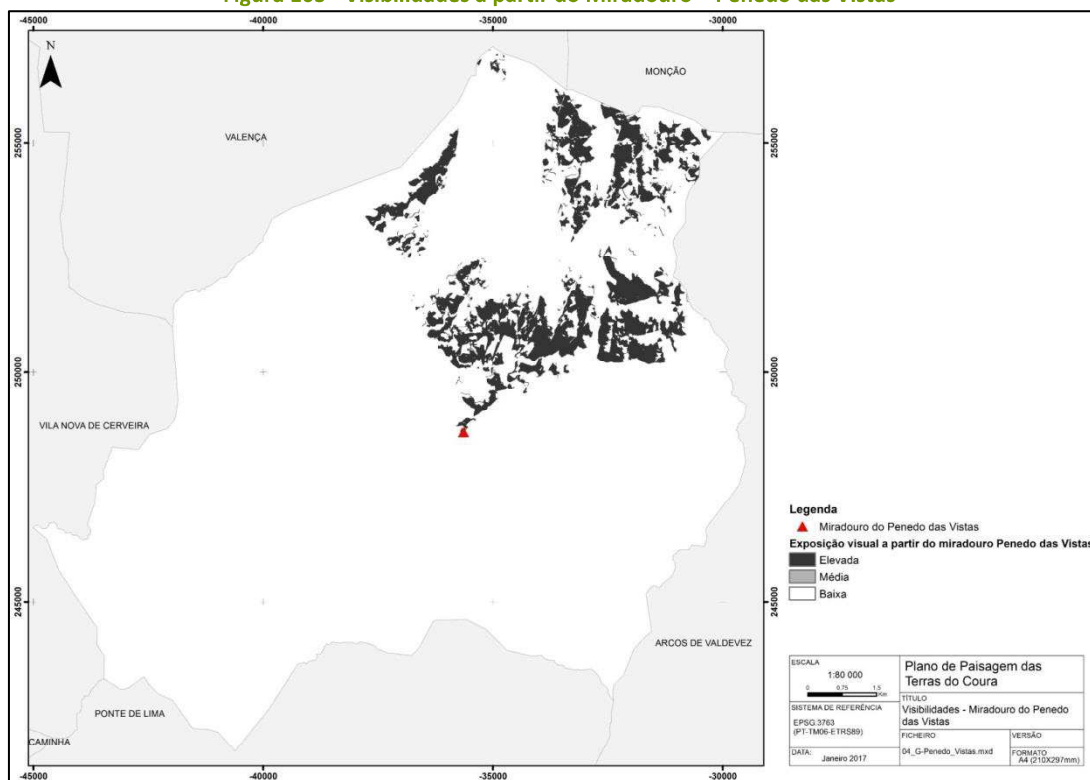 Figura 108 - Visibilidades a partir do Miradouro – Penedo das Vistas
-45000
-40000
-35000
-30000
N
MONÇÃO
VALENÇA
255000
255000
250000
250000
VILA NOVA DE CERVEIRA
245000
245000
ARCOS DE VALDEVEZ
PONTE DE LIMA
CAMINHA
-45000
-40000
-35000
-30000
Legenda
Miradouro do Penedo das Vistas
Exposição visual a partir do miradouro Penedo das Vistas
Elevada
Média
Baixa
ESCALA
1:80 000
0 0.75 1.5
Km
Plano de Paisagem das
Terras do Coura
SISTEMA DE REFERÊNCIA
EPSG:3763
(PT-TM06-ETRS89)
TÍTULO
Visibilidades - Miradouro do Penedo
das Vistas
DATA:
Janeiro 2017
FICHEIRO
04_G-Penedo_Vistas.mxd
VERSÃO
FORMATO
A4 (210X297mm)